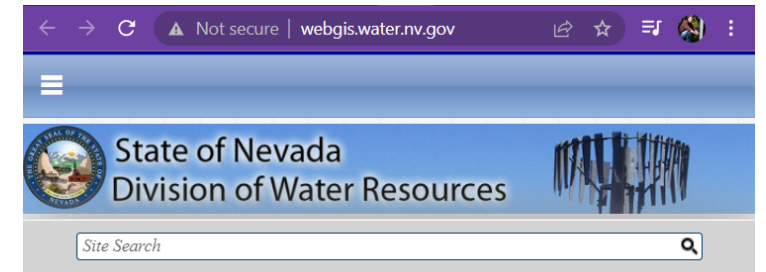 Not secure | webgis.water.nv.gov
State of Nevada
Division of Water Resources
Site Search